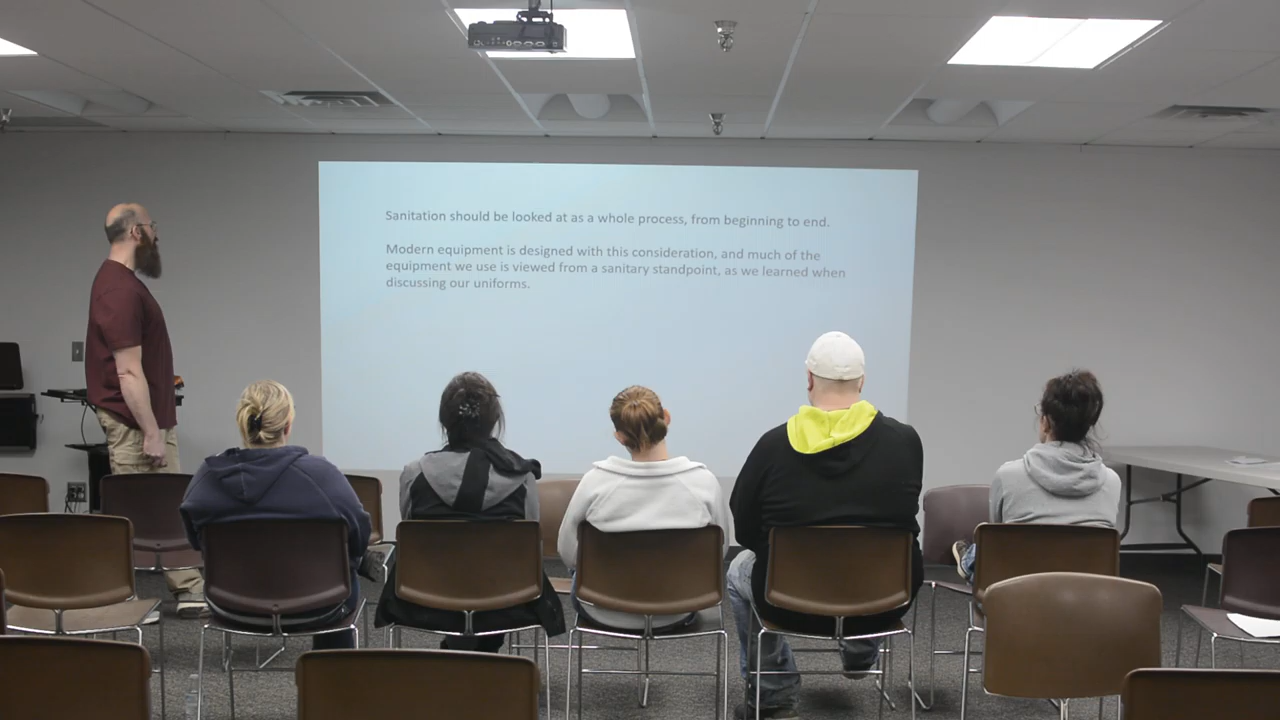 Sanitation should be looked at as a whole process, from beginning to end.
Modern equipment is designed with this consideration, and much of the
equipment we use is viewed from a sanitary standpoint, as we learned when
discussing our uniforms.